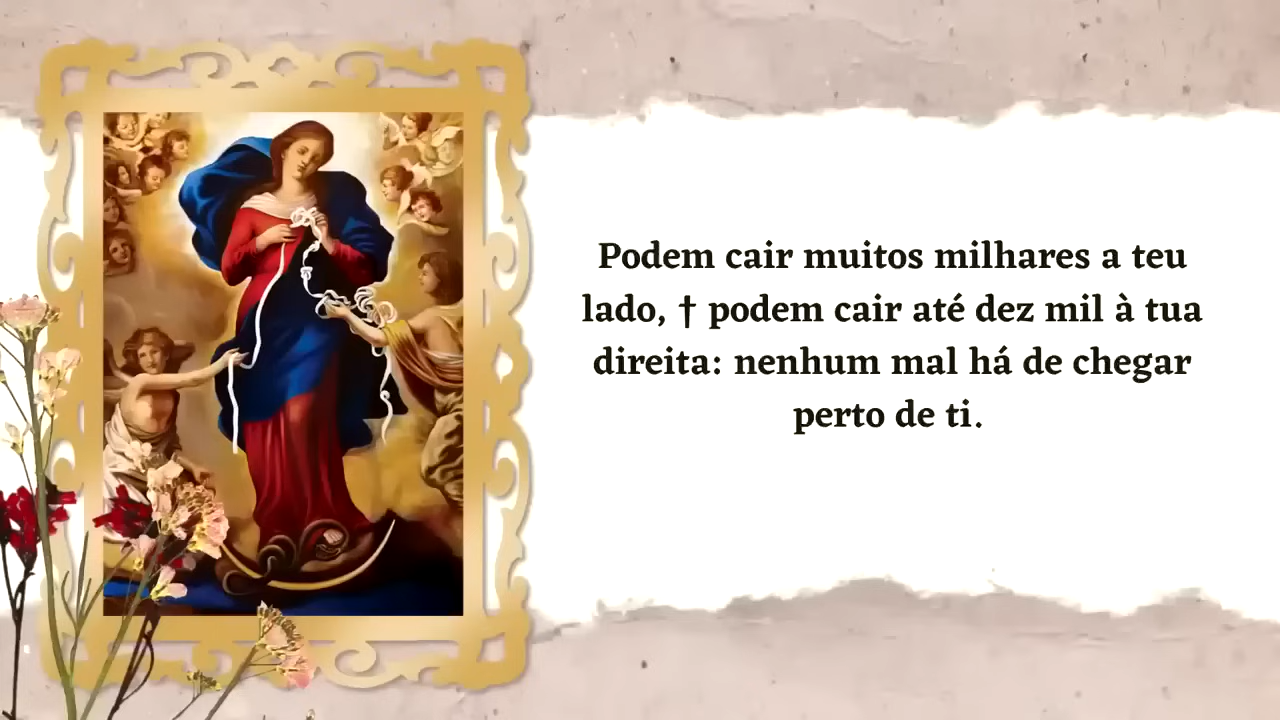 Podem cair muitos milhares a teu
lado, † podem cair até dez mil à tua
direita: nenhum mal há de chegar
perto de ti.